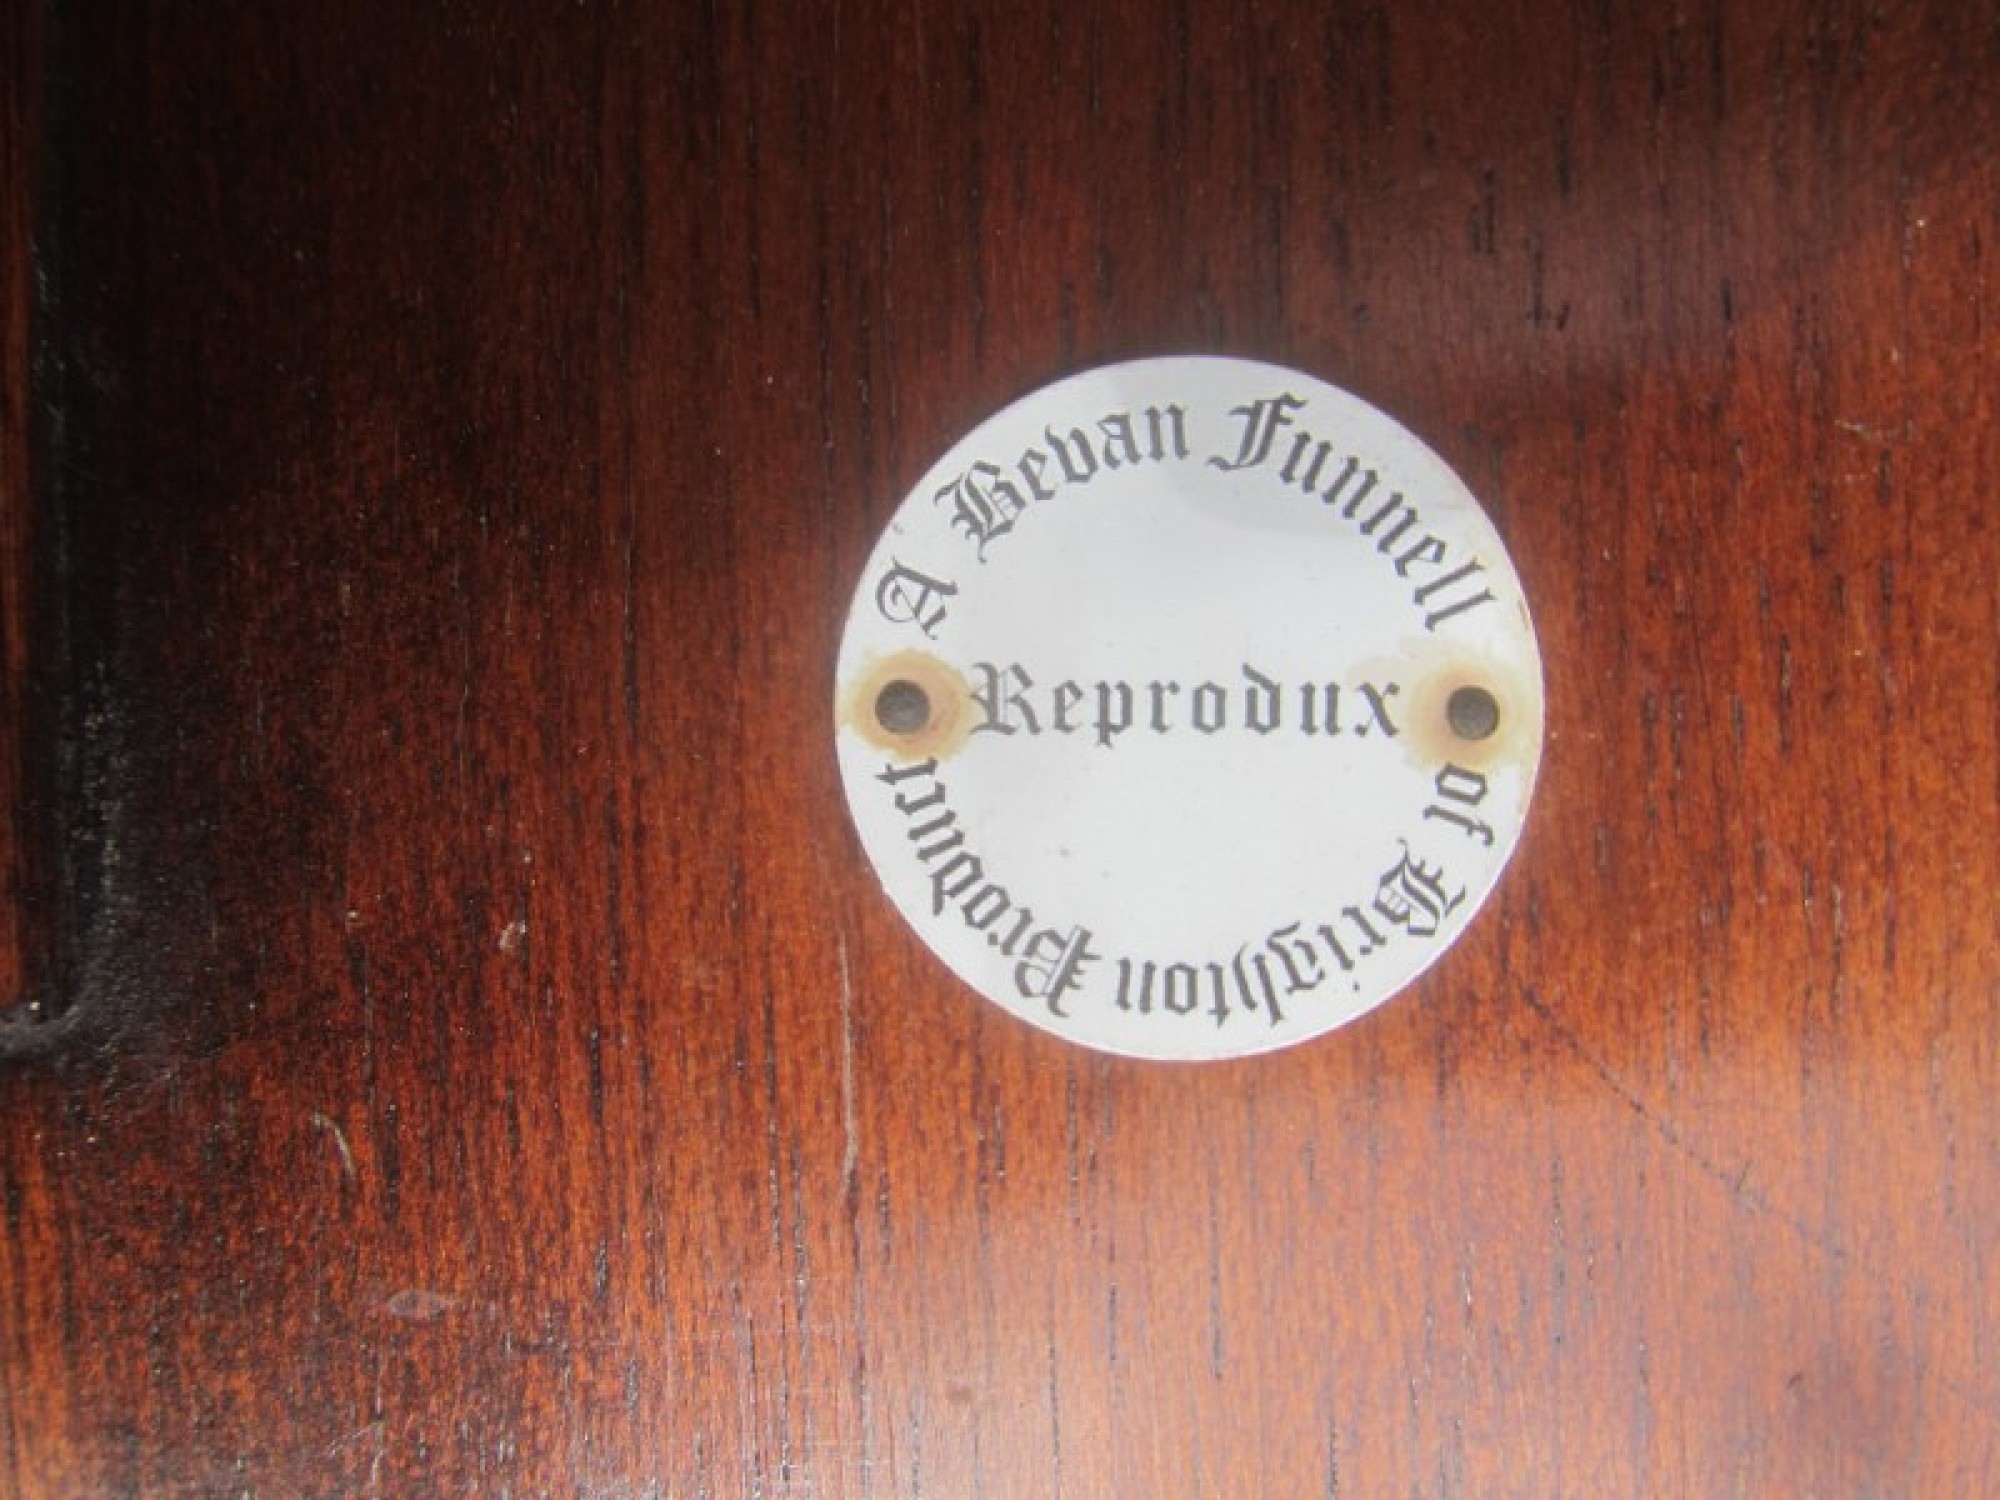 A Bevan Funnell
Reprodux
of Brighton Product